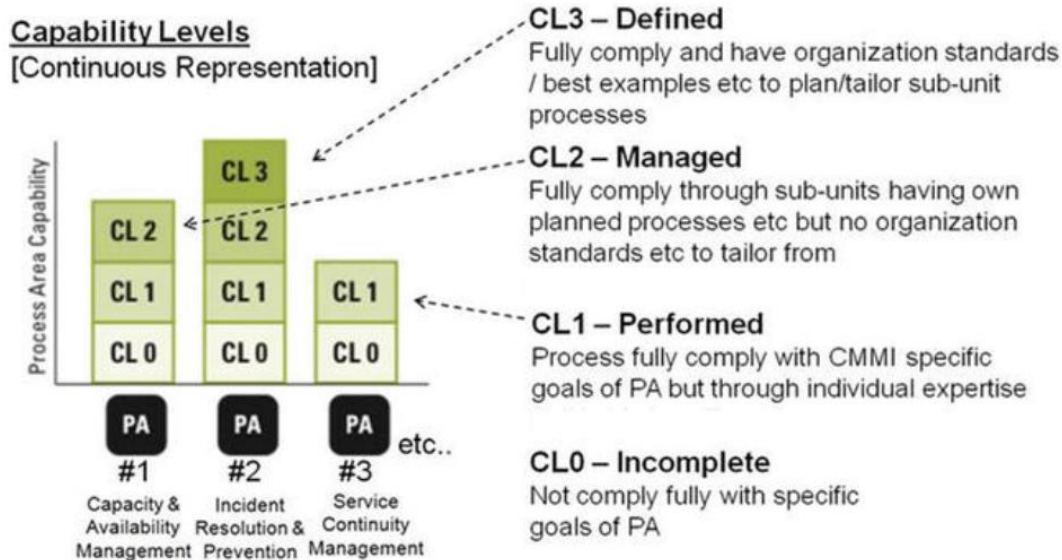 Capability Levels
[Continuous Representation]
Process Area Capability
CL 3
CL 2
CL 2
CL 1
CL 1
CL 1
CL 0
CL 0
CL 0
PA
PA
PA
etc..
#1
#2
#3
Capacity &
Availability
Management
Incident
Resolution &
Prevention
Service
Continuity
Management
CL3 – Defined
Fully comply and have organization standards
/ best examples etc to plan/tailor sub-unit
processes
CL2 – Managed
Fully comply through sub-units having own
planned processes etc but no organization
standards etc to tailor from
CL1 – Performed
Process fully comply with CMMI specific
goals of PA but through individual expertise
CL0 – Incomplete
Not comply fully with specific
goals of PA